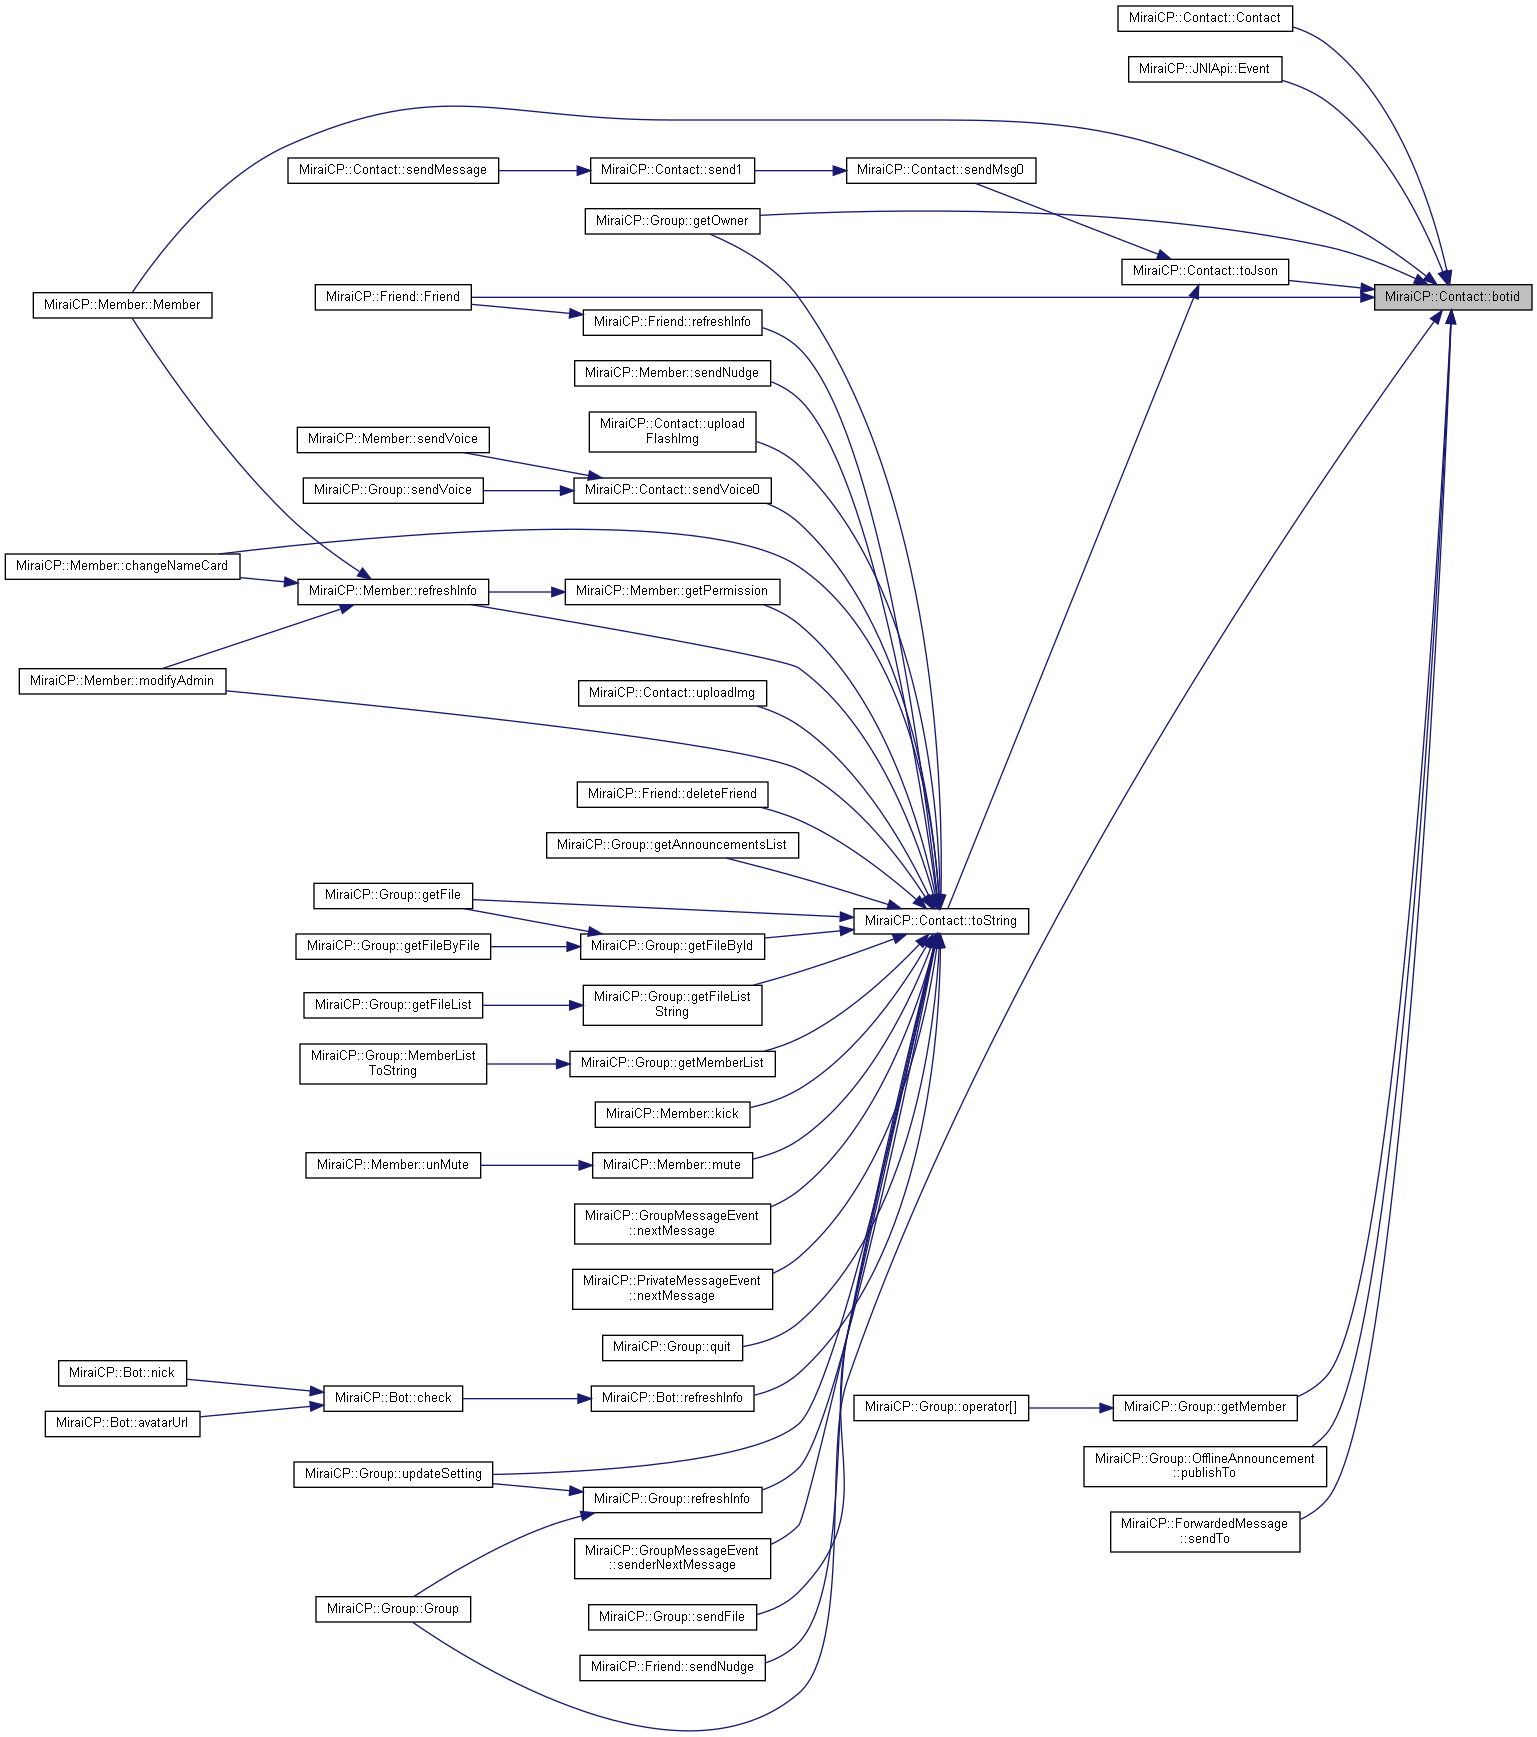 MiraiCP::Contact::Contact
MiraiCP::JNIApi::Event
MiraiCP::Contact::sendMessage
MiraiCP::Contact::send1
MiraiCP::Contact::sendMsg0
MiraiCP::Group::getOwner
MiraiCP::Contact::toJson
MiraiCP::Member::Member
MiraiCP::Friend::Friend
MiraiCP::Contact::botid
MiraiCP::Friend::refreshInfo
MiraiCP::Member::sendNudge
MiraiCP::Contact::upload
FlashImg
MiraiCP::Member::sendVoice
MiraiCP::Group::sendVoice
MiraiCP::Contact::sendVoice0
MiraiCP::Member::changeNameCard
MiraiCP::Member::refreshInfo
MiraiCP::Member::getPermission
MiraiCP::Member::modifyAdmin
MiraiCP::Contact::uploadImg
MiraiCP::Friend::deleteFriend
MiraiCP::Group::getAnnouncementsList
MiraiCP::Group::getFile
MiraiCP::Contact::toString
MiraiCP::Group::getFileByFile
MiraiCP::Group::getFileById
MiraiCP::Group::getFileList
MiraiCP::Group::getFileList
String
MiraiCP::Group::MemberList
ToString
MiraiCP::Group::getMemberList
MiraiCP::Member::kick
MiraiCP::Member::unMute
MiraiCP::Member::mute
MiraiCP::GroupMessageEvent
::nextMessage
MiraiCP::PrivateMessageEvent
::nextMessage
MiraiCP::Group::quit
MiraiCP::Bot::nick
MiraiCP::Bot::check
MiraiCP::Bot::refreshInfo
MiraiCP::Bot::avatarUrl
MiraiCP::Group::operator[]
MiraiCP::Group::getMember
MiraiCP::Group::OfflineAnnouncement
::publishTo
MiraiCP::Group::updateSetting
MiraiCP::Group::refreshInfo
MiraiCP::ForwardedMessage
::sendTo
MiraiCP::GroupMessageEvent
::senderNextMessage
MiraiCP::Group::Group
MiraiCP::Group::sendFile
MiraiCP::Friend::sendNudge